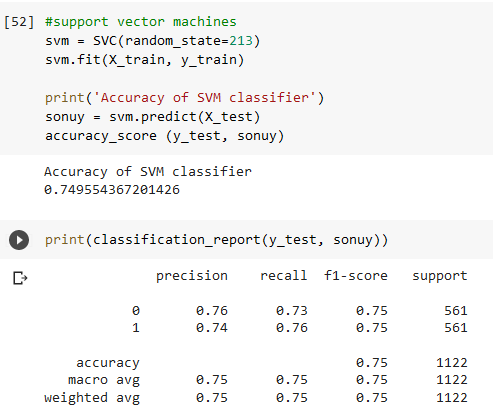 [52] #support vector machines
svm = SVC(random_state=213)
svm.fit(X_train, y_train)
print('Accuracy of SVM classifier')
sonuy = svm.predict(X_test)
accuracy_score (y_test, sonuy)
Accuracy of SVM classifier
0.749554367201426
print(classification_report(y_test, sonuy))
precision recall f1-score support
0 0.76 0.73 0.75 561
1 0.74 0.76 0.75 561
accuracy 0.75 1122
macro avg 0.75 0.75 0.75 1122
weighted avg 0.75 0.75 0.75 1122